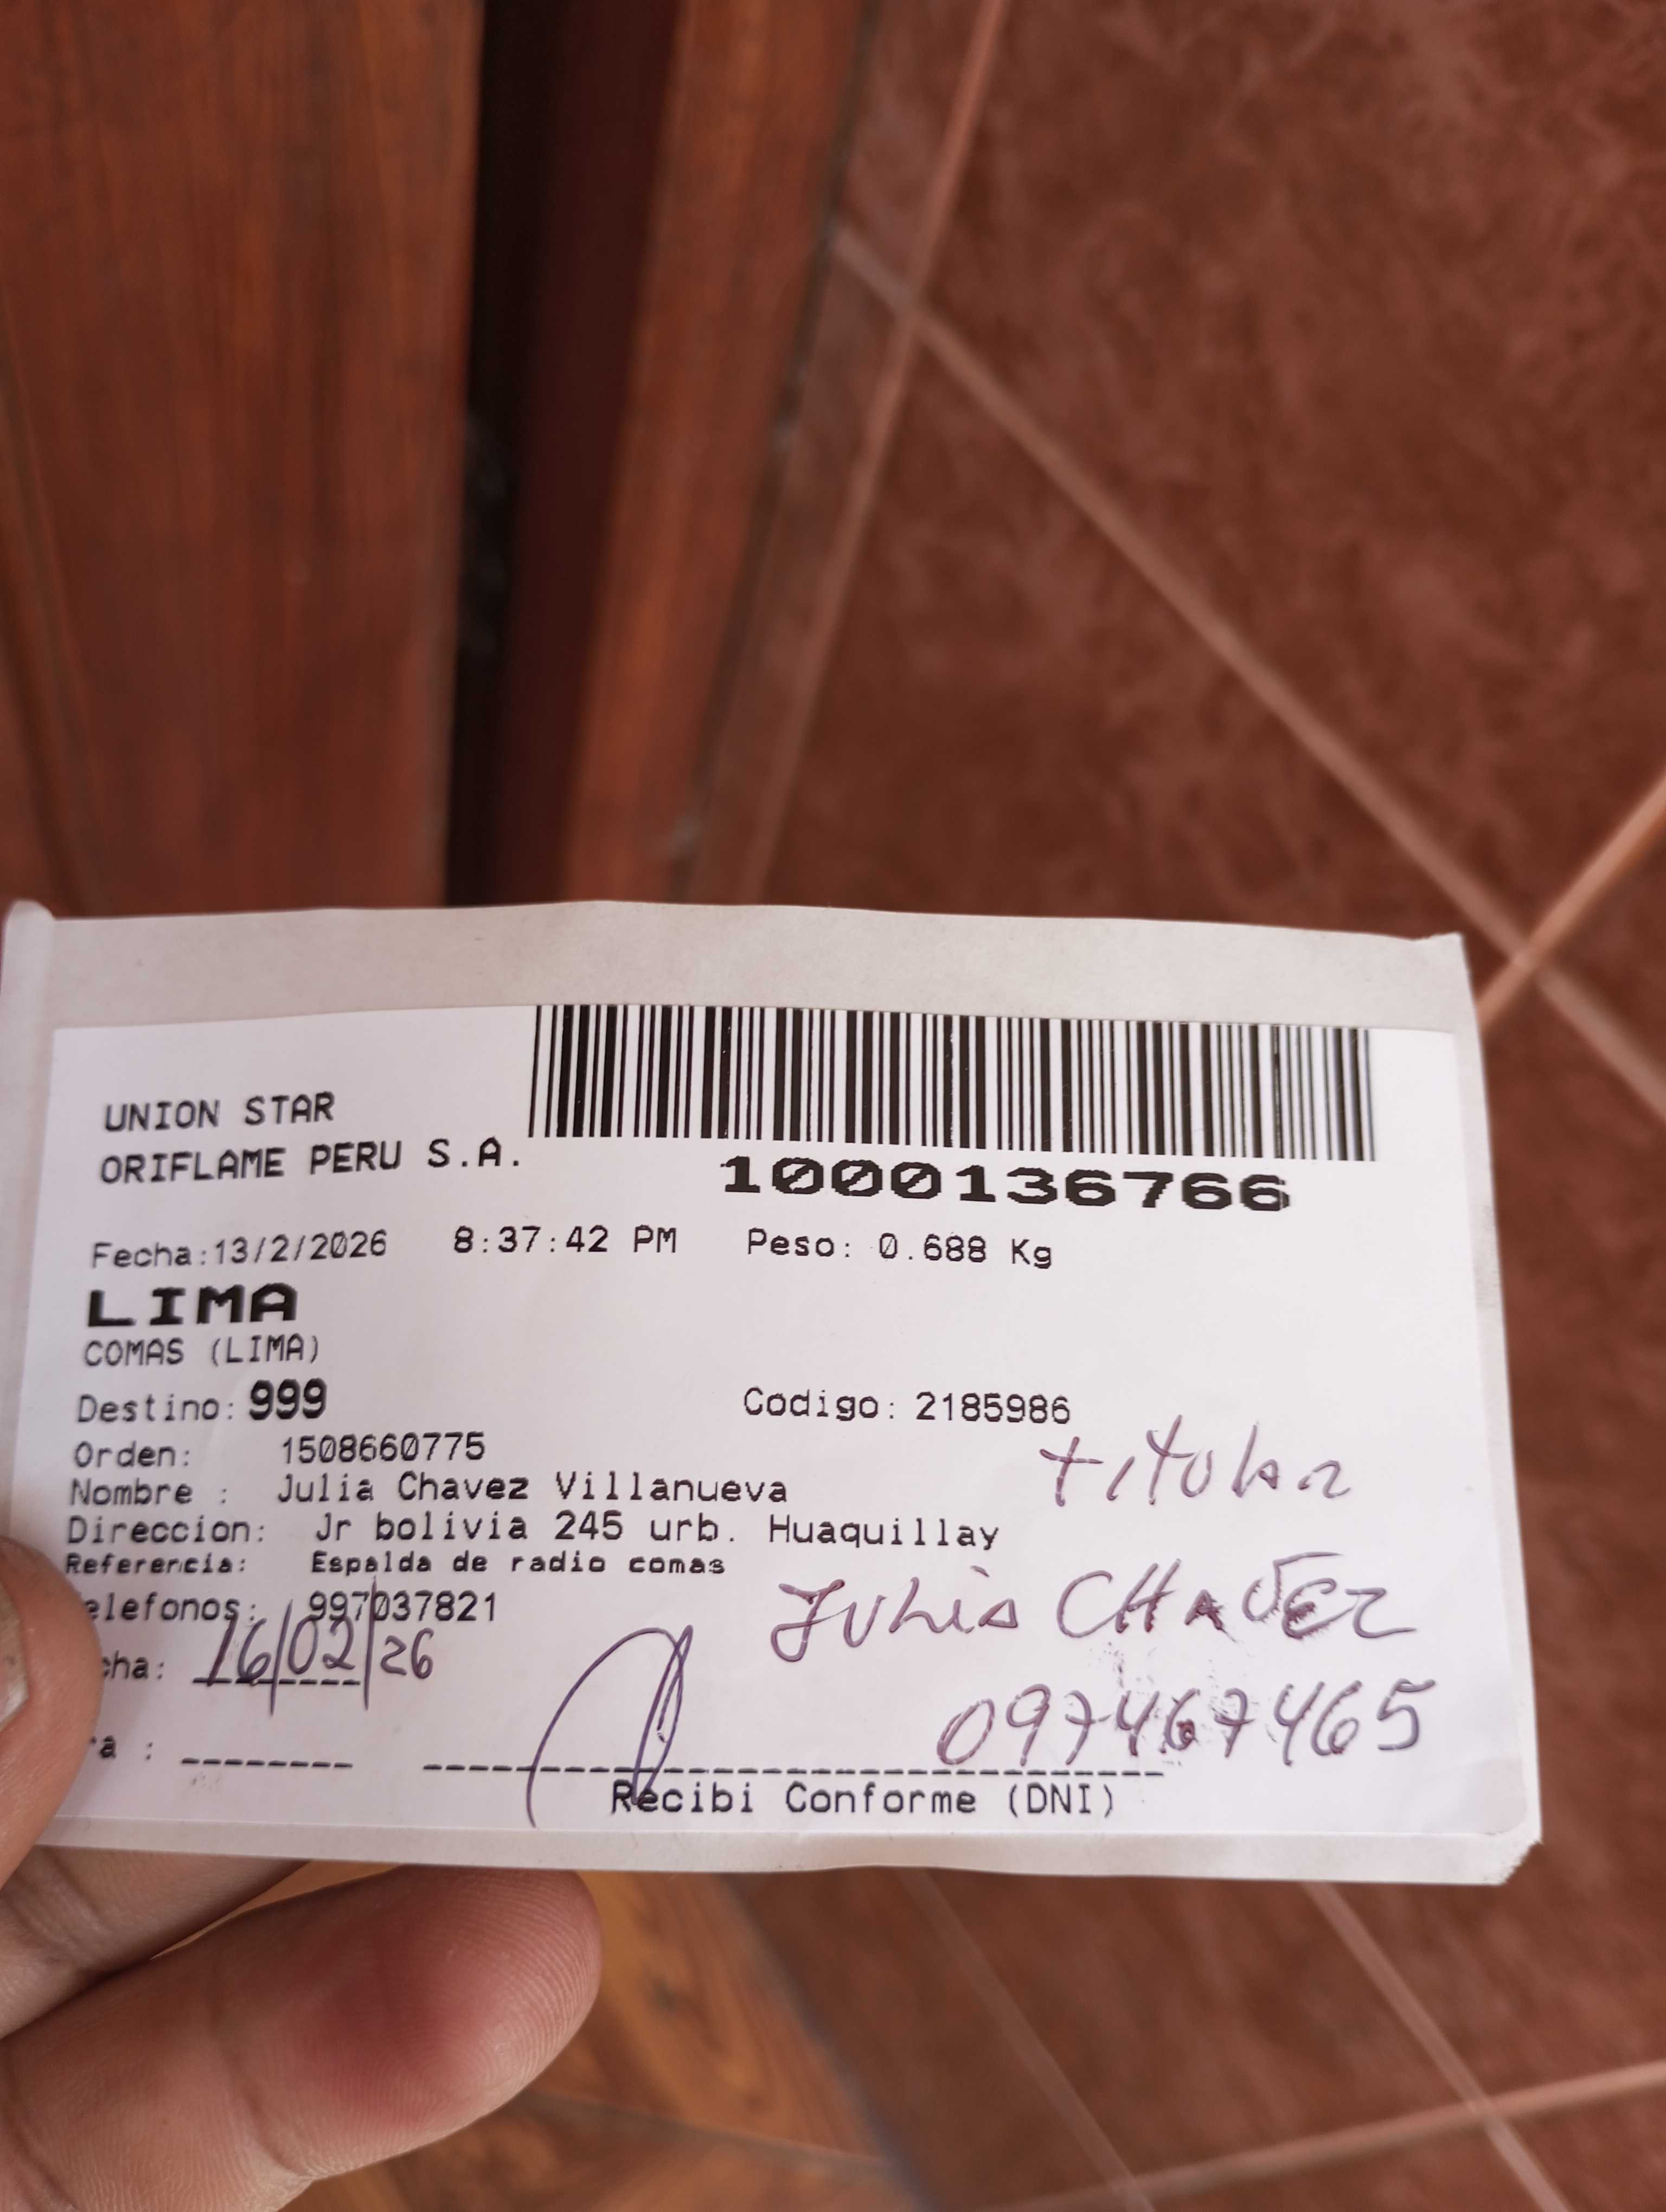 UNION STAR
ORIFLAME PERU S.A.
1000136766
Fecha:13/2/2026 8:37:42 PM Peso: 0.688 Kg
LIMA
COMAS (LIMA)
Destino: 999 Codigo: 2185986
Orden: 1508660775
titular
Nombre : Julia Chavez Villanueva
Direccion: Jr bolivia 245 urb. Huaquillay
Referencia: Espalda de radio comas
elefonos: 997037821
Julia CHAVEZ
cha: 16/02/26
097467465
ra :
Recibi Conforme (DNI)